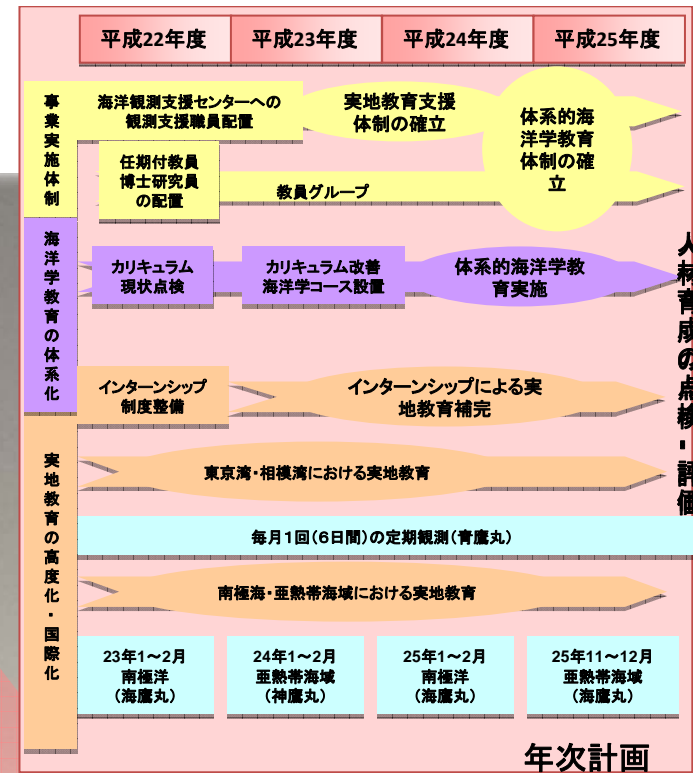 平成22年度
平成23年度
平成24年度
平成25年度
事業実施体制
海洋観測支援センターへの
観測支援職員配置
実地教育支援
体制の確立
体系的海
洋学教育
体制の確
立
任期付教員
博士研究員
の配置
教員グループ
海洋学教育の体系化
カリキュラム
現状点検
カリキュラム改善
海洋学コース設置
体系的海洋学教
育実施
人材育成の点検・評価
インターンシップ
制度整備
インターンシップによる実
地教育補完
実地教育の高度化・国際化
東京湾・相模湾における実地教育
毎月1回(6日間)の定期観測(青鷹丸)
南極海・亜熱帯海域における実地教育
23年1~2月
南極洋
(海鷹丸)
24年1~2月
亜熱帯海域
(神鷹丸)
25年1~2月
南極洋
(海鷹丸)
25年11~12月
亜熱帯海域
(海鷹丸)
年次計画